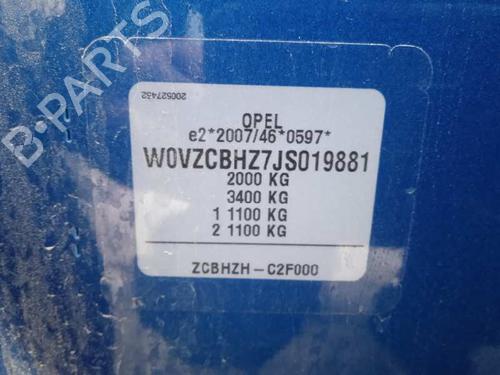 B-PARTS
200527432
OPEL
e2*2007/46*0597*
W0VZCBHZ7JS019881
2000 KG
3400 KG
1 1100 KG
2 1100 KG
ZCBHZH-C2F000